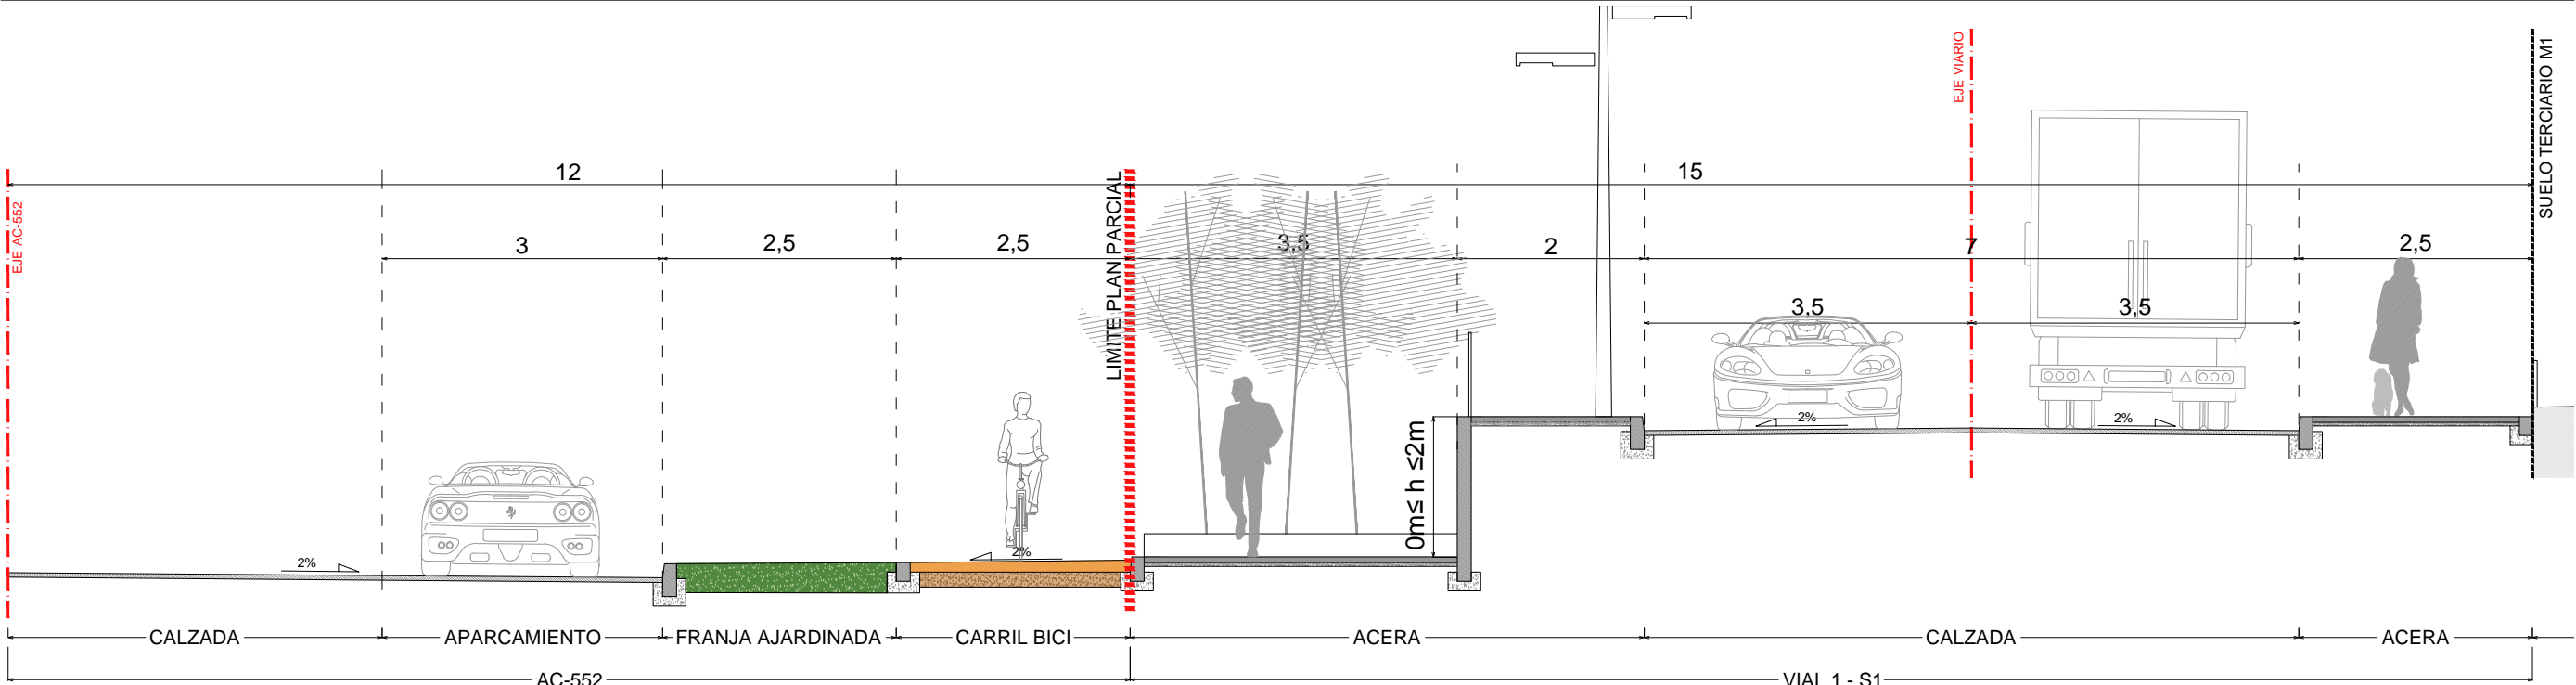 EJE VIARIO
SUELO TERCIARIO M1
12
15
EJE AC-552
LIMITE PLAN PARCIAL
3
2,5
2,5
3,5
2
7
2,5
3,5
3,5
2%
2%
0m≤ h ≤2m
2%
2%
CALZADA
APARCAMIENTO
FRANJA AJARDINADA
CARRIL BICI
ACERA
CALZADA
ACERA
AC-552
VIAL 1 - S1